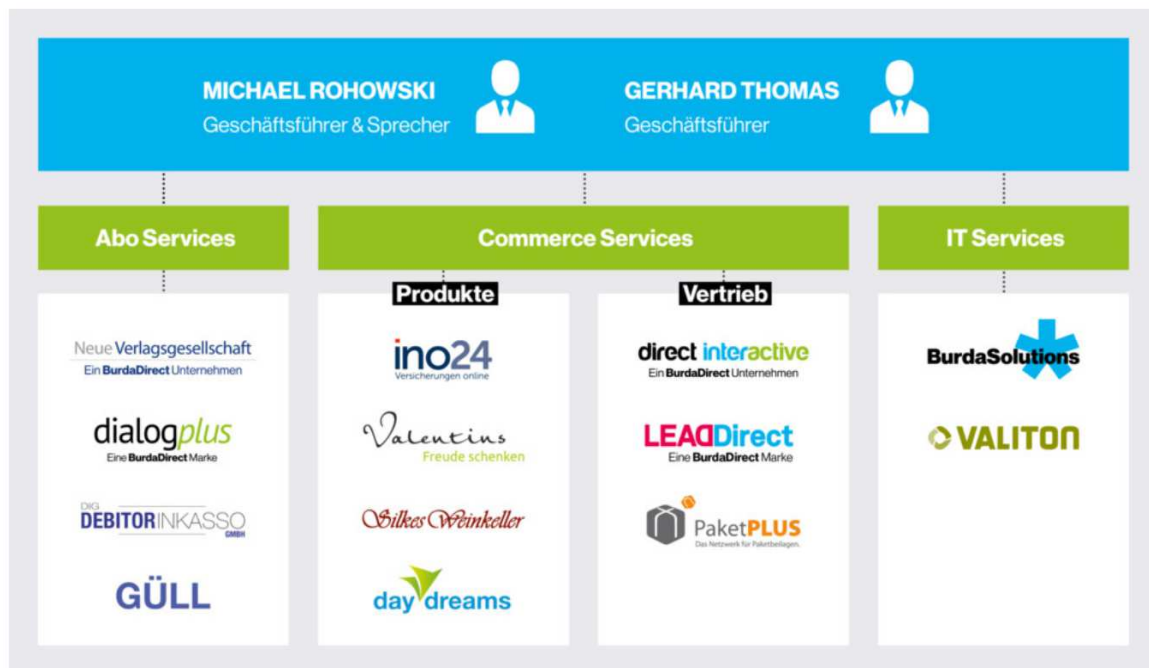 MICHAEL ROHOWSKI
Geschäftsführer & Sprecher
GERHARD THOMAS
Geschäftsführer
Abo Services
Commerce Services
IT Services
Produkte
Vertrieb
Neue Verlagsgesellschaft
Ein BurdaDirect Unternehmen
dialogplus
Eine BurdaDirect Marke
DIG
DEBITORINKASSO
GMBH
GÜLL
ino24
Versicherungen online
Valentins
Freude schenken
Silkes Weinkeller
day dreams
direct interactive
Ein BurdaDirect Unternehmen
LEADDirect
Eine BurdaDirect Marke
PaketPLUS
Das Netzwerk für Paketbeilagen.
BurdaSolutions
VALITON